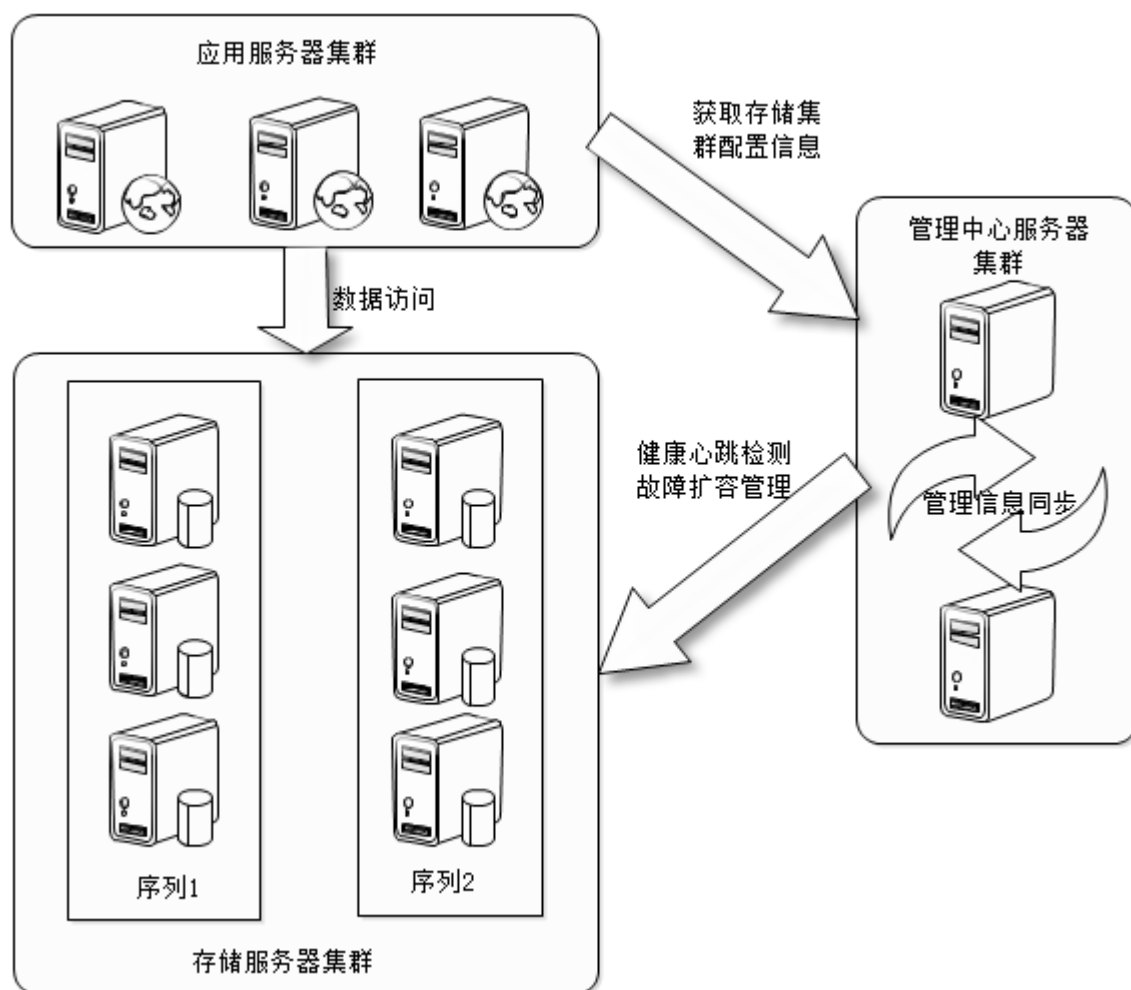 应用服务器集群
获取存储集
群配置信息
管理中心服务器
集群
数据访问
健康心跳检测
故障扩容管理
管理信息同步
序列1
序列2
存储服务器集群